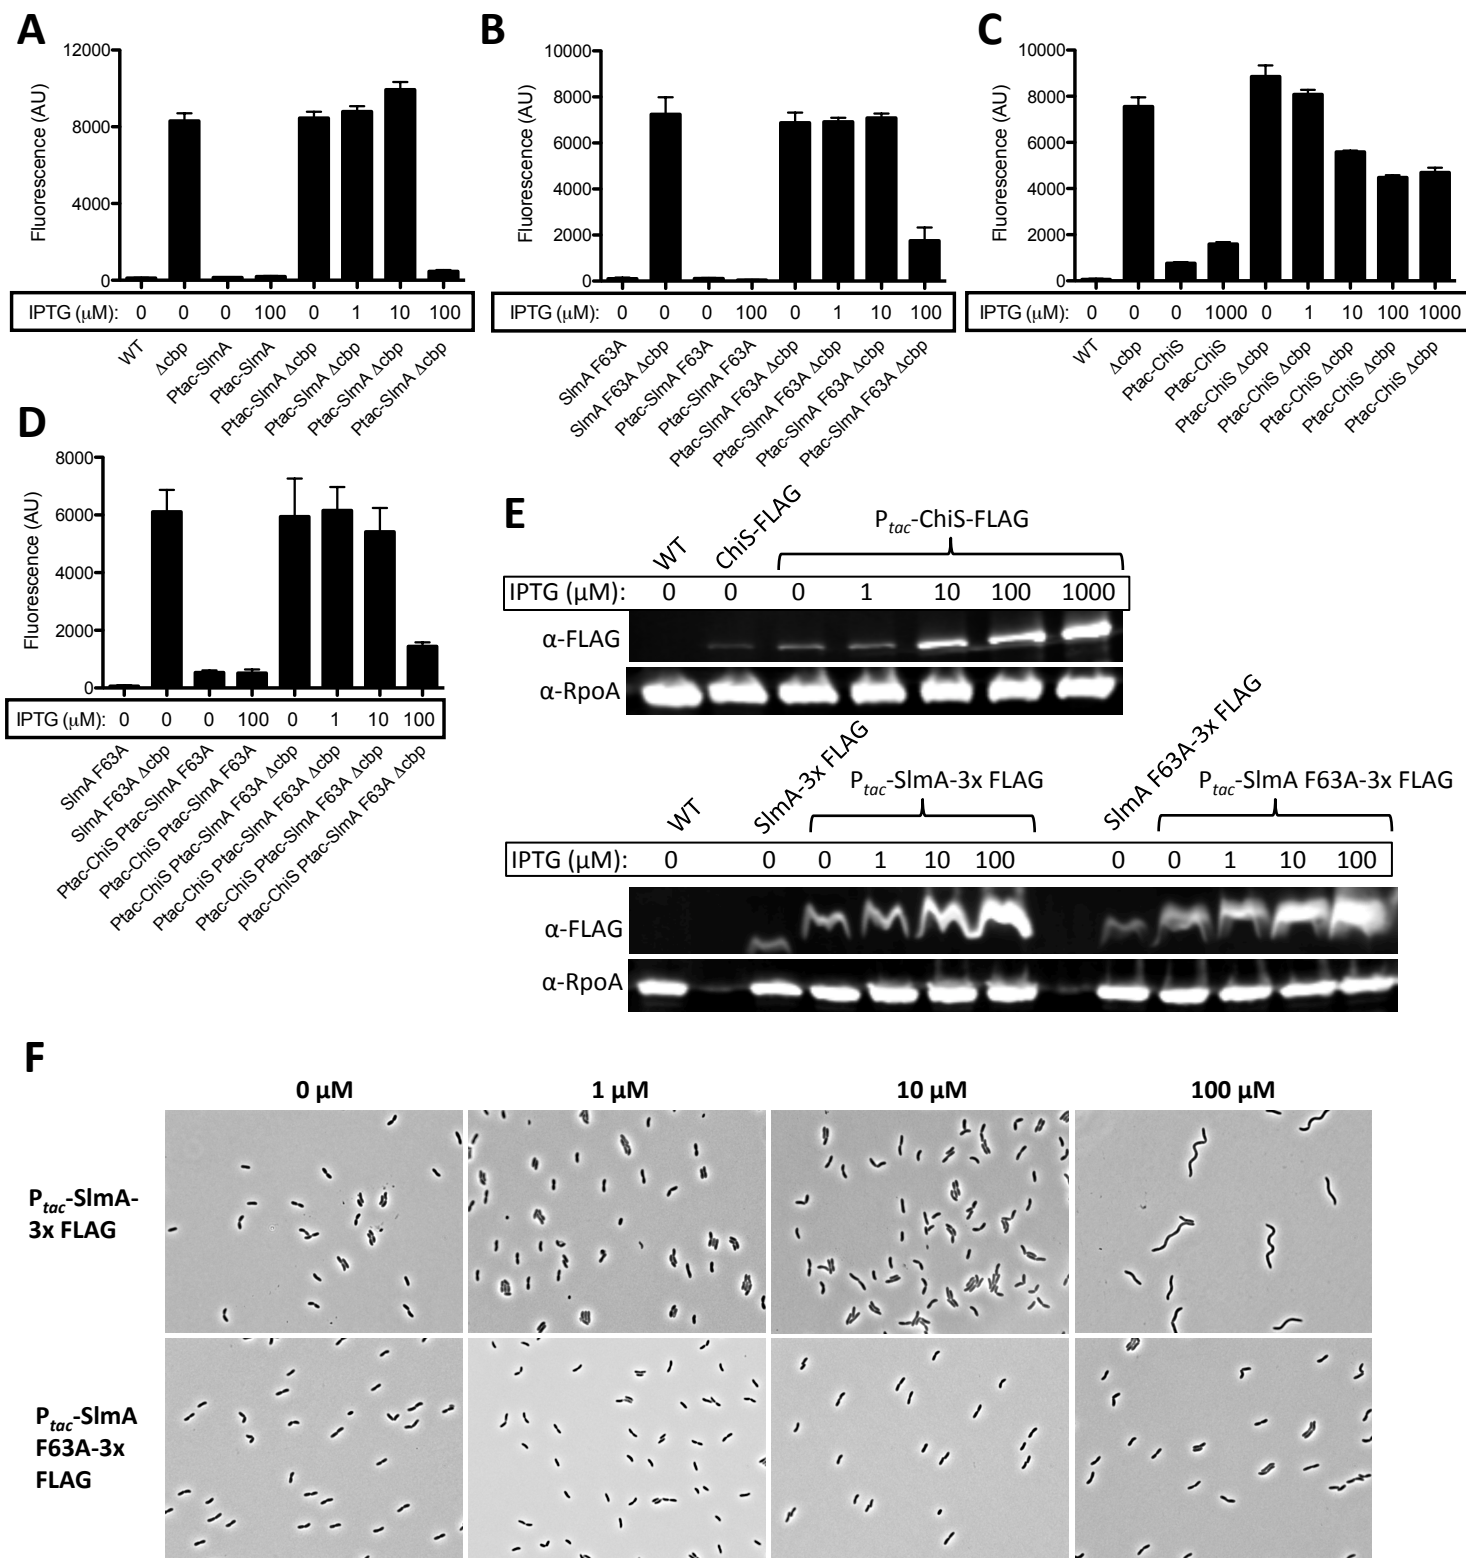 A
12000
8000
4000
0
Fluorescence (AU)
IPTG (μM): 0 0 0 100 0 1 10 100
WT
Δcbp
Ptac-SlmA
Ptac-SlmA
Ptac-SlmA Δcbp
Ptac-SlmA Δcbp
Ptac-SlmA Δcbp
Ptac-SlmA Δcbp
B
10000
8000
6000
4000
2000
0
Fluorescence (AU)
IPTG (μM): 0 0 0 100 0 1 10 100
SlmA F63A
SlmA F63A Δcbp
Ptac-SlmA F63A
Ptac-SlmA F63A
Ptac-SlmA F63A Δcbp
Ptac-SlmA F63A Δcbp
Ptac-SlmA F63A Δcbp
Ptac-SlmA F63A Δcbp
C
10000
8000
6000
4000
2000
0
Fluorescence (AU)
IPTG (μM): 0 0 0 1000 0 1 10 100 1000
WT
Δcbp
Ptac-ChiS
Ptac-ChiS
Ptac-ChiS Δcbp
Ptac-ChiS Δcbp
Ptac-ChiS Δcbp
Ptac-ChiS Δcbp
Ptac-ChiS Δcbp
D
8000
6000
4000
2000
0
Fluorescence (AU)
IPTG (μM): 0 0 0 100 0 1 10 100
SlmA F63A
SlmA F63A Δcbp
Ptac-ChiS Ptac-SlmA F63A
Ptac-ChiS Ptac-SlmA F63A
Ptac-ChiS Ptac-SlmA F63A Δcbp
Ptac-ChiS Ptac-SlmA F63A Δcbp
Ptac-ChiS Ptac-SlmA F63A Δcbp
Ptac-ChiS Ptac-SlmA F63A Δcbp
E
WT
ChiS-FLAG
Ptac-ChiS-FLAG
IPTG (μM): 0 0 0 1 10 100 1000
α-FLAG
α-RpoA
WT
SlmA-3x FLAG
Ptac-SlmA-3x FLAG
SlmA F63A-3x FLAG
Ptac-SlmA F63A-3x FLAG
IPTG (μM): 0 0 0 1 10 100 0 0 1 10 100
α-FLAG
α-RpoA
F
0 μM 1 μM 10 μM 100 μM
Ptac-SlmA-
3x FLAG
Ptac-SlmA
F63A-3x
FLAG